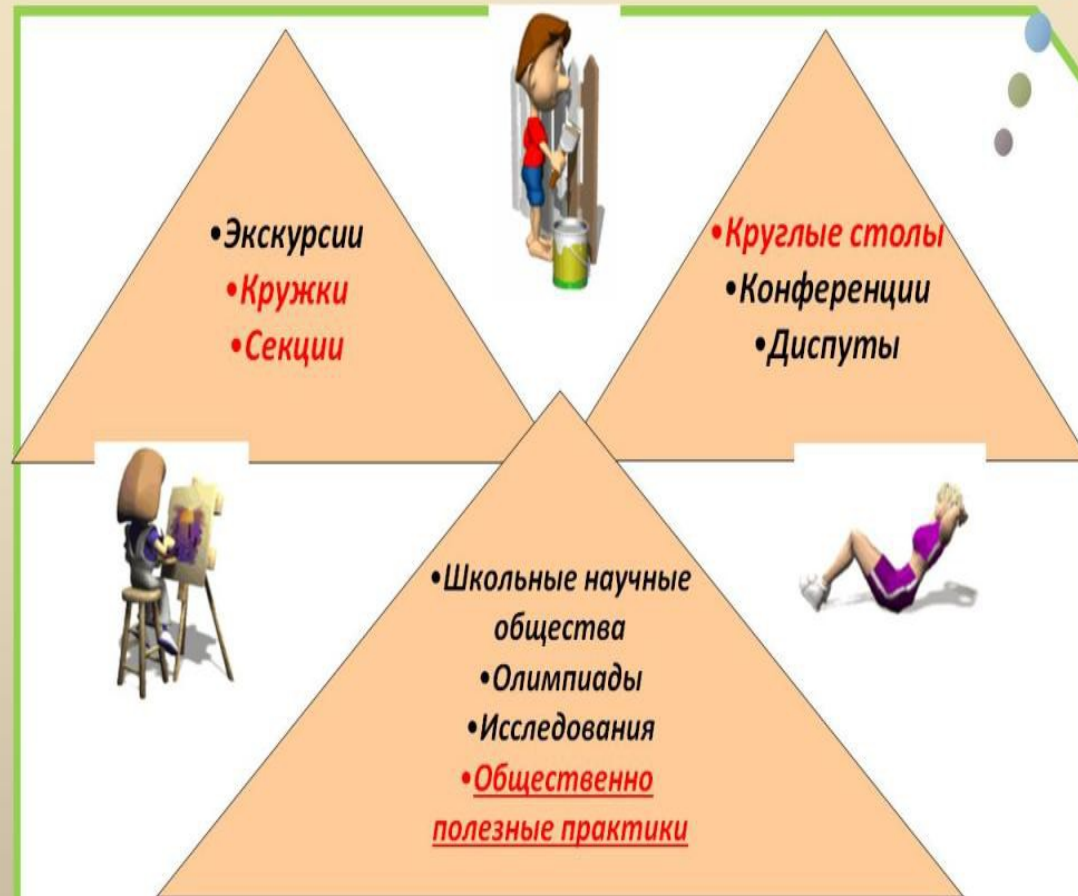 •Экскурсии
•Кружки
•Секции
•Круглые столы
•Конференции
•Диспуты
•Школьные научные
общества
•Олимпиады
•Исследования
•Общественно
полезные практики